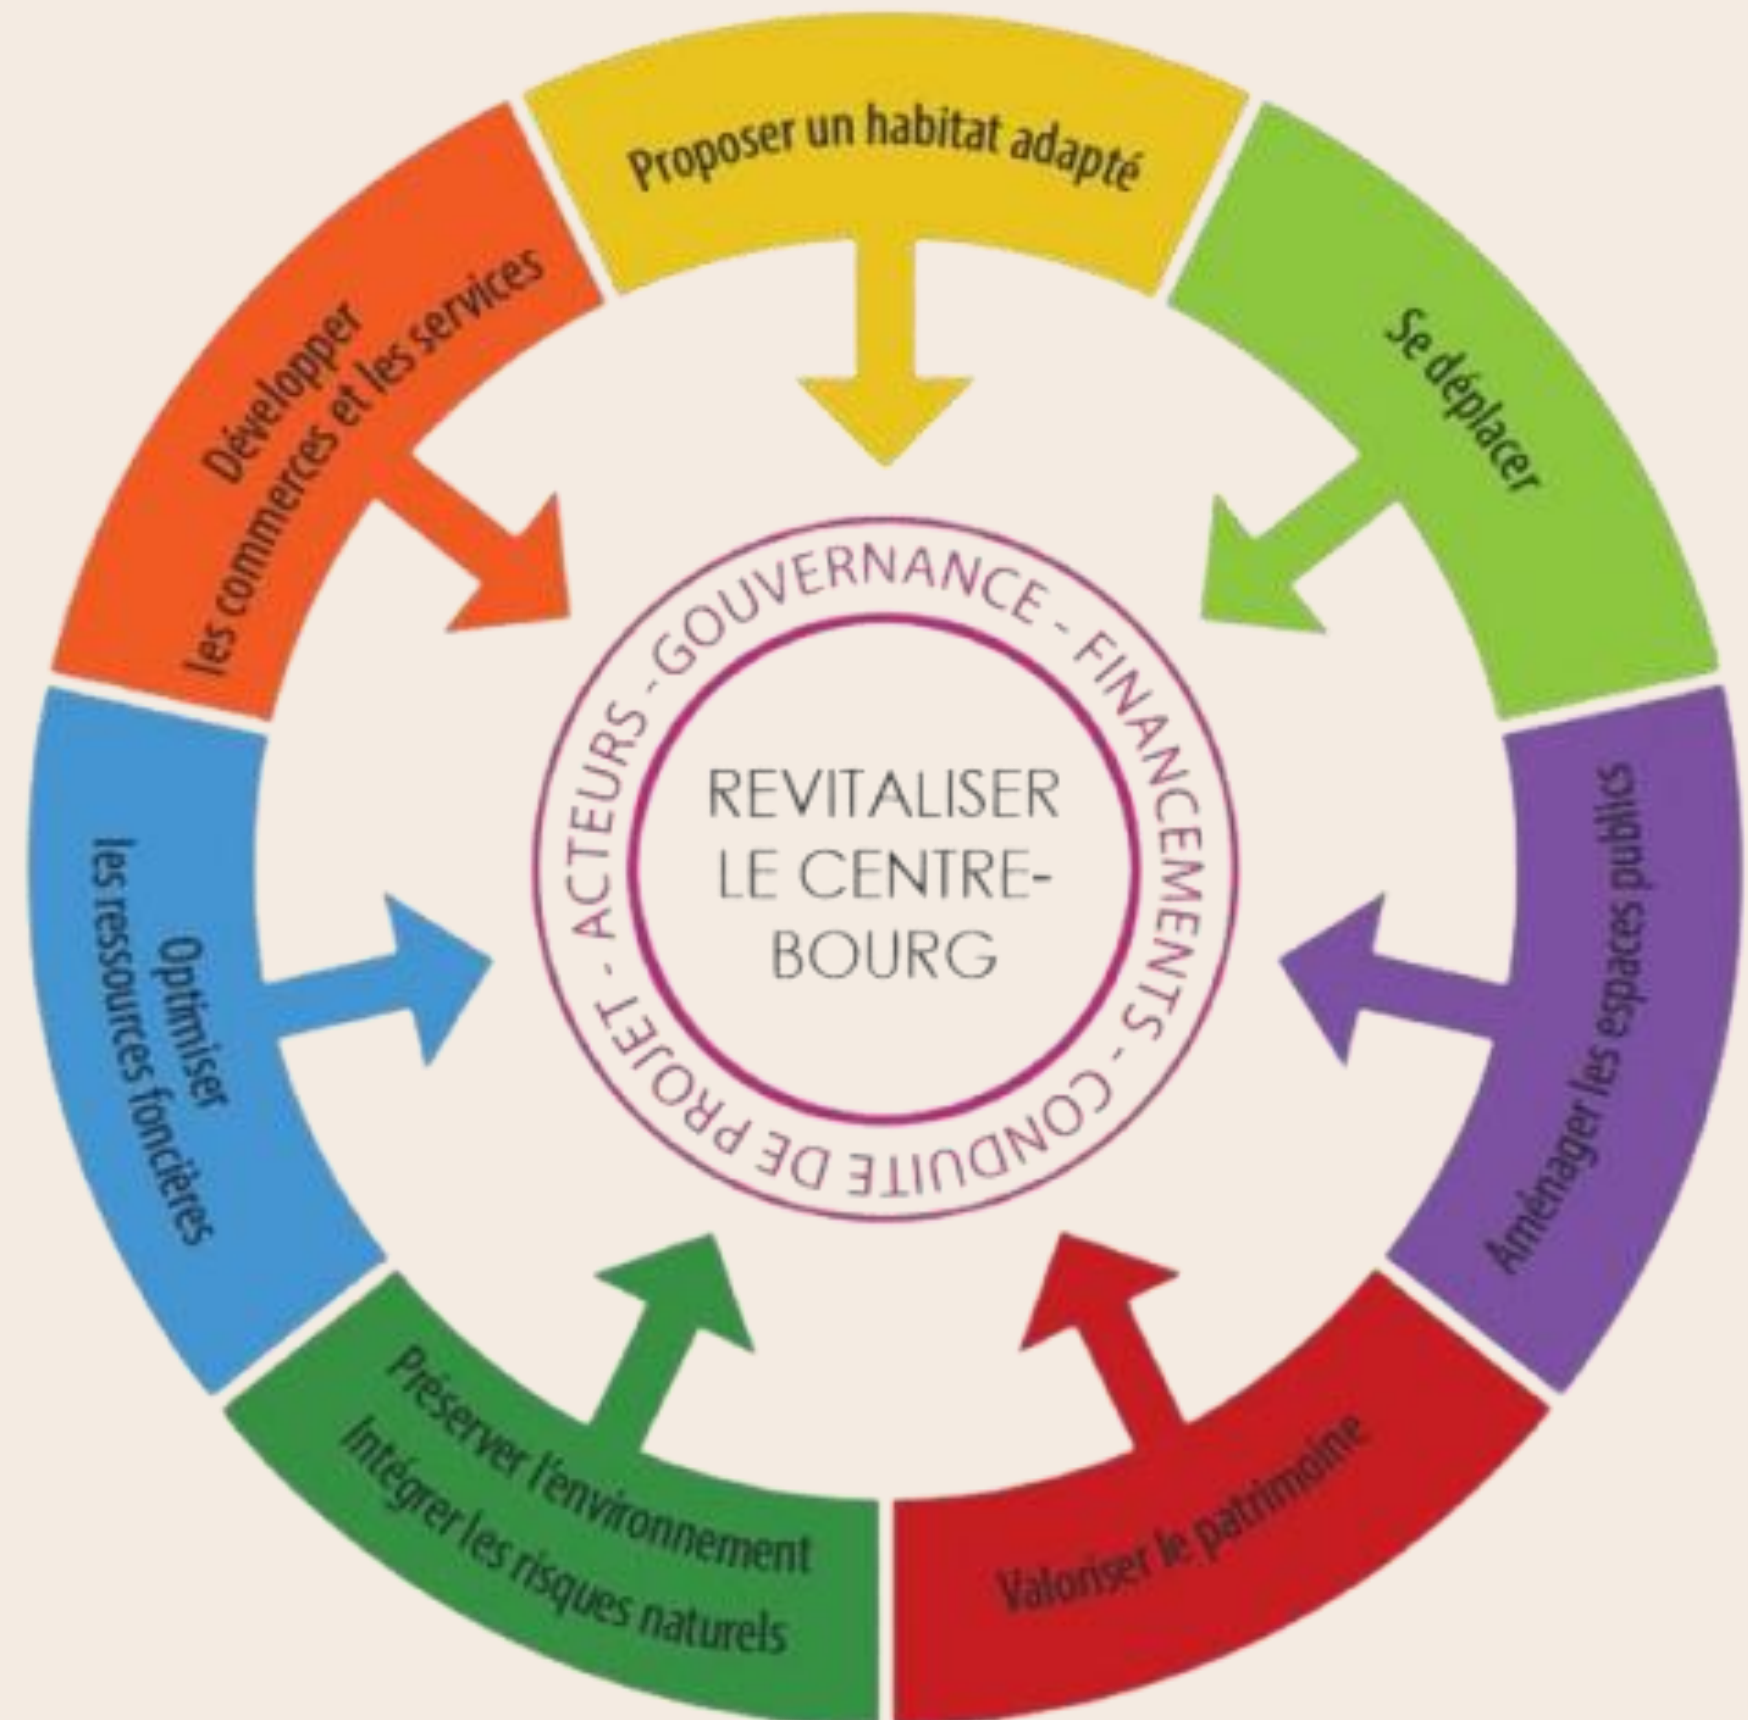 Proposer un habitat adapté
Se déplacer
Aménager les espaces publics
Valoriser le patrimoine
Préserver l'environnement
Intégrer les risques naturels
Optimiser
les ressources foncières
Développer
les commerces et les services
ACTEURS - GOUVERNANCE - FINANCEMENTS - CONDUITE DE PROJET -
REVITALISER
LE CENTRE-
BOURG